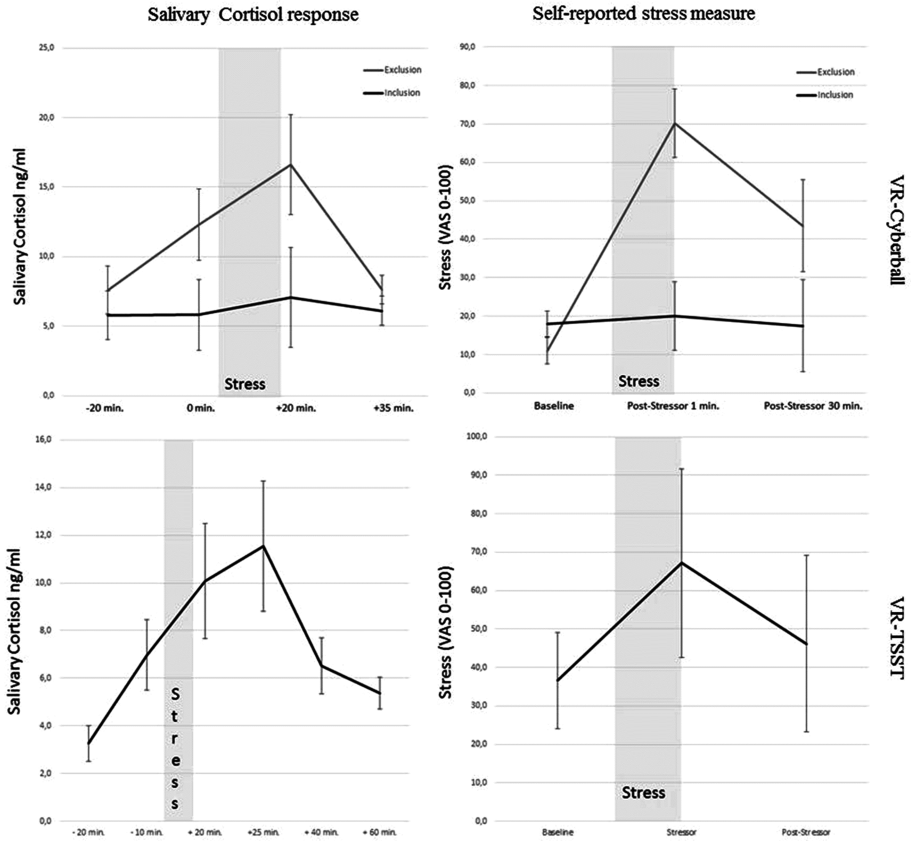 Salivary Cortisol response
Self-reported stress measure
Salivary Cortisol ng/ml
25,0
20,0
15,0
10,0
5,0
0,0
Exclusion
Inclusion
Stress
-20 min.
0 min.
+20 min.
+35 min.
Stress (VAS 0-100)
90,0
80,0
70,0
60,0
50,0
40,0
30,0
20,0
10,0
0,0
Exclusion
Inclusion
Stress
Baseline
Post-Stressor 1 min.
Post-Stressor 30 min.
VR-Cyberball
Salivary Cortisol ng/ml
16,0
14,0
12,0
10,0
8,0
6,0
4,0
2,0
0,0
Stress
- 20 min.
- 10 min.
+ 20 min.
+25 min.
+ 40 min.
+ 60 min.
Stress (VAS 0-100)
100,0
90,0
80,0
70,0
60,0
50,0
40,0
30,0
20,0
10,0
0,0
Stress
Baseline
Stressor
Post-Stressor
VR-TSST